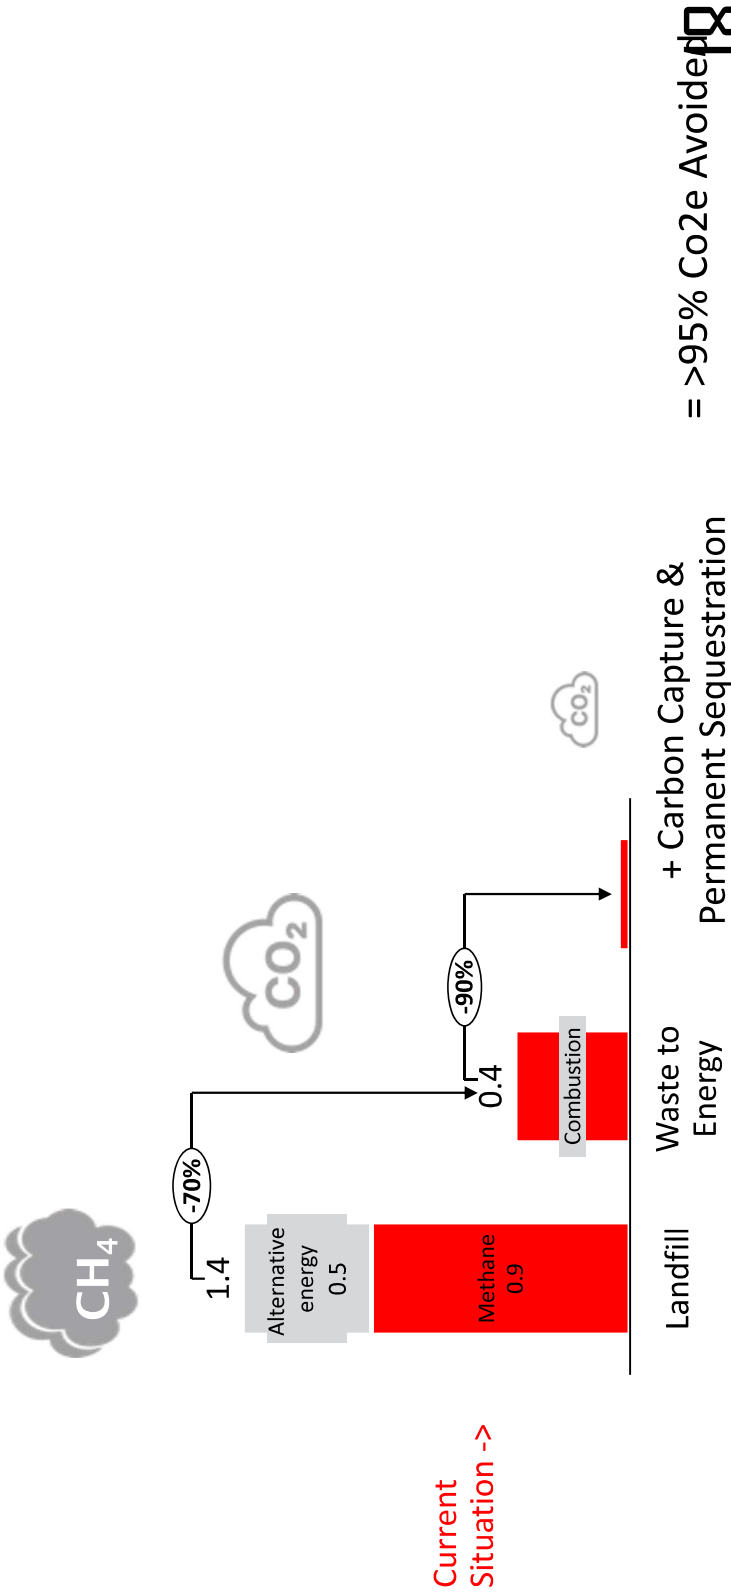 CH4
-70%
1.4
Alternative
energy
0.5
Methane
0.9
Current
Situation ->
CO2
-90%
0.4
Combustion
CO2
Landfill
Waste to
Energy
+ Carbon Capture &
Permanent Sequestration
= >95% Co2e Avoided
18